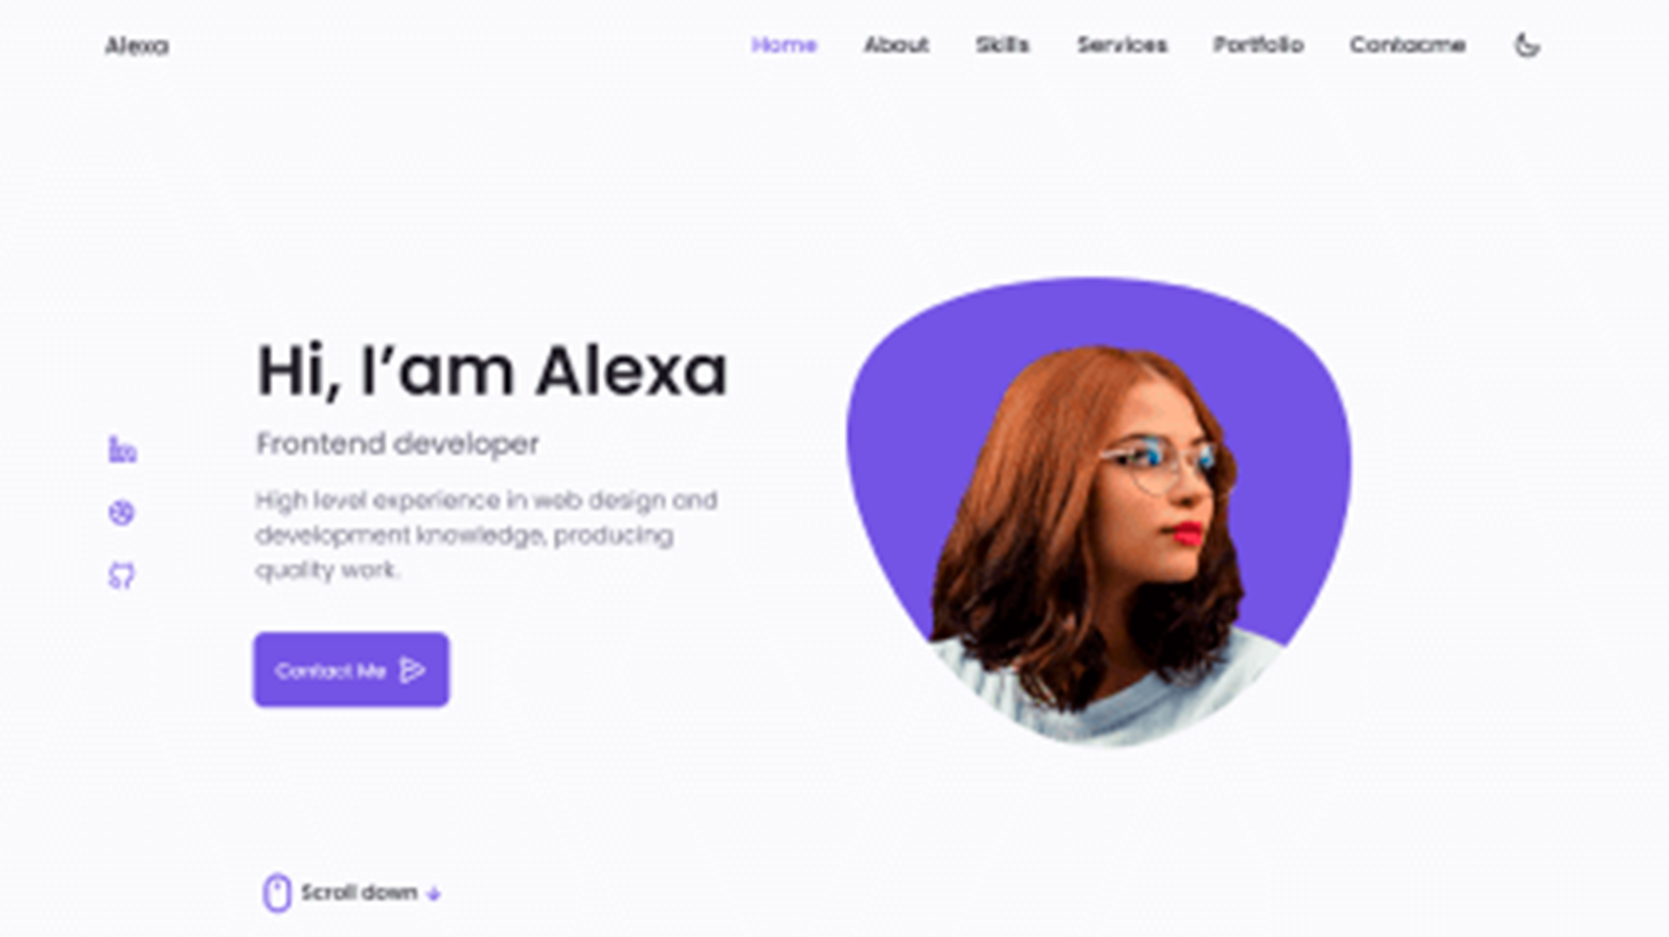 Alexa
Home About Skills Services Portfolio Contacme
Hi, I’am Alexa
Frontend developer
High level experience in web design and
development knowledge, producing
quality work.
Contact Me
Scroll down